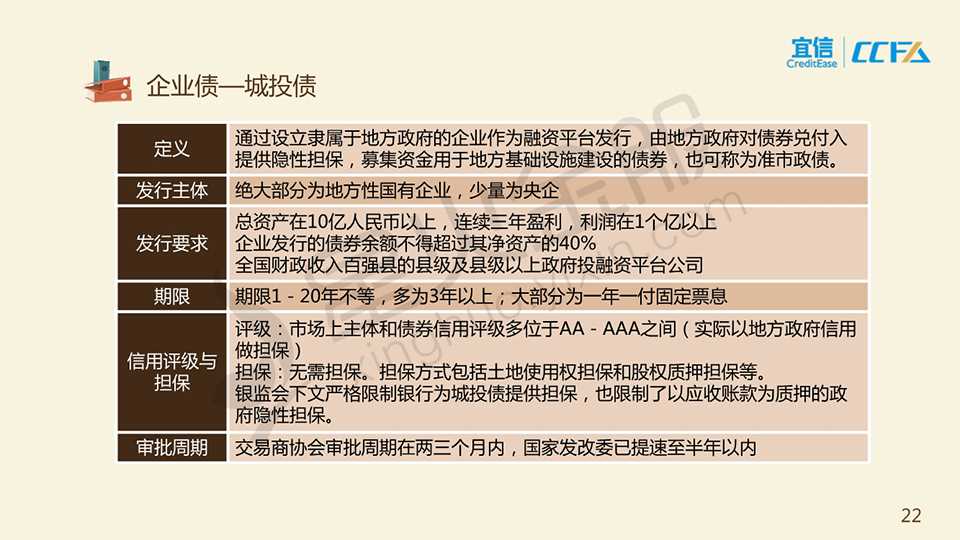 宜信
CreditEase
CCFA
企业债—城投债
定义
通过设立隶属于地方政府的企业作为融资平台发行，由地方政府对债券兑付入
提供隐性担保，募集资金用于地方基础设施建设的债券，也可称为准市政债。
发行主体
绝大部分为地方性国有企业，少量为央企
发行要求
总资产在10亿人民币以上，连续三年盈利，利润在1个亿以上
企业发行的债券余额不得超过其净资产的40%
全国财政收入百强县的县级及县级以上政府投融资平台公司
期限
期限1－20年不等，多为3年以上；大部分为一年一付固定票息
信用评级与
担保
评级：市场上主体和债券信用评级多位于AA－AAA之间（实际以地方政府信用
做担保）
担保：无需担保。担保方式包括土地使用权担保和股权质押担保等。
银监会下文严格限制银行为城投债提供担保，也限制了以应收账款为质押的政
府隐性担保。
审批周期
交易商协会审批周期在两三个月内，国家发改委已提速至半年以内
22